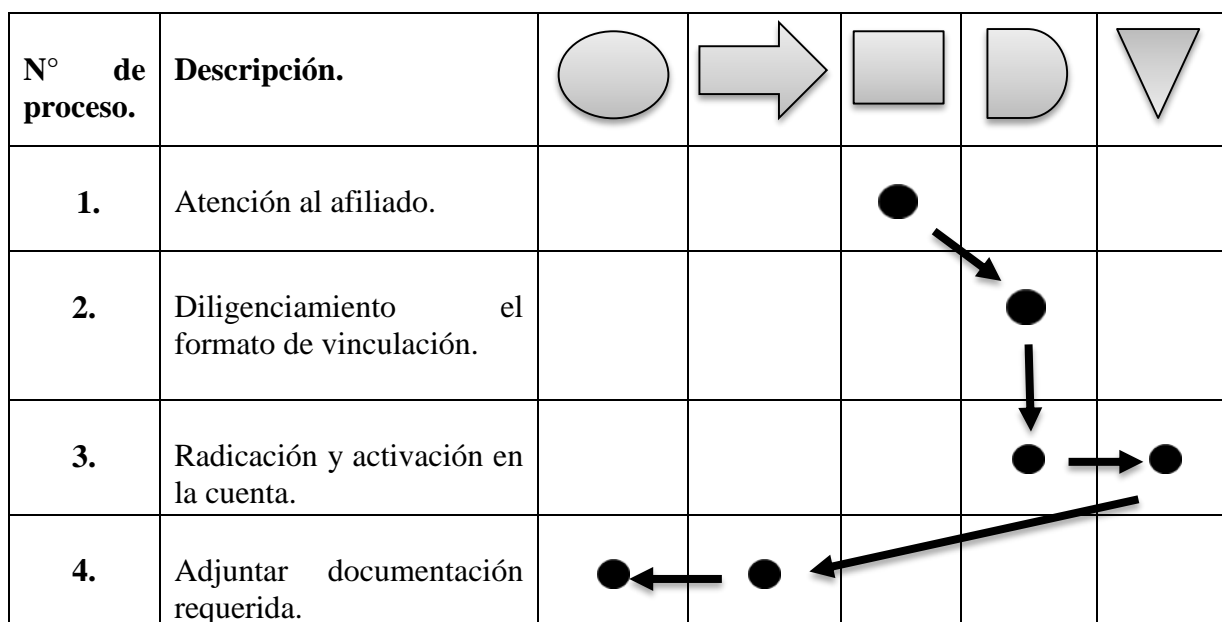 N° de
proceso.
Descripción.
1.
Atención al afiliado.
2.
Diligenciamiento el
formato de vinculación.
3.
Radicación y activación en
la cuenta.
4.
Adjuntar documentación
requerida.